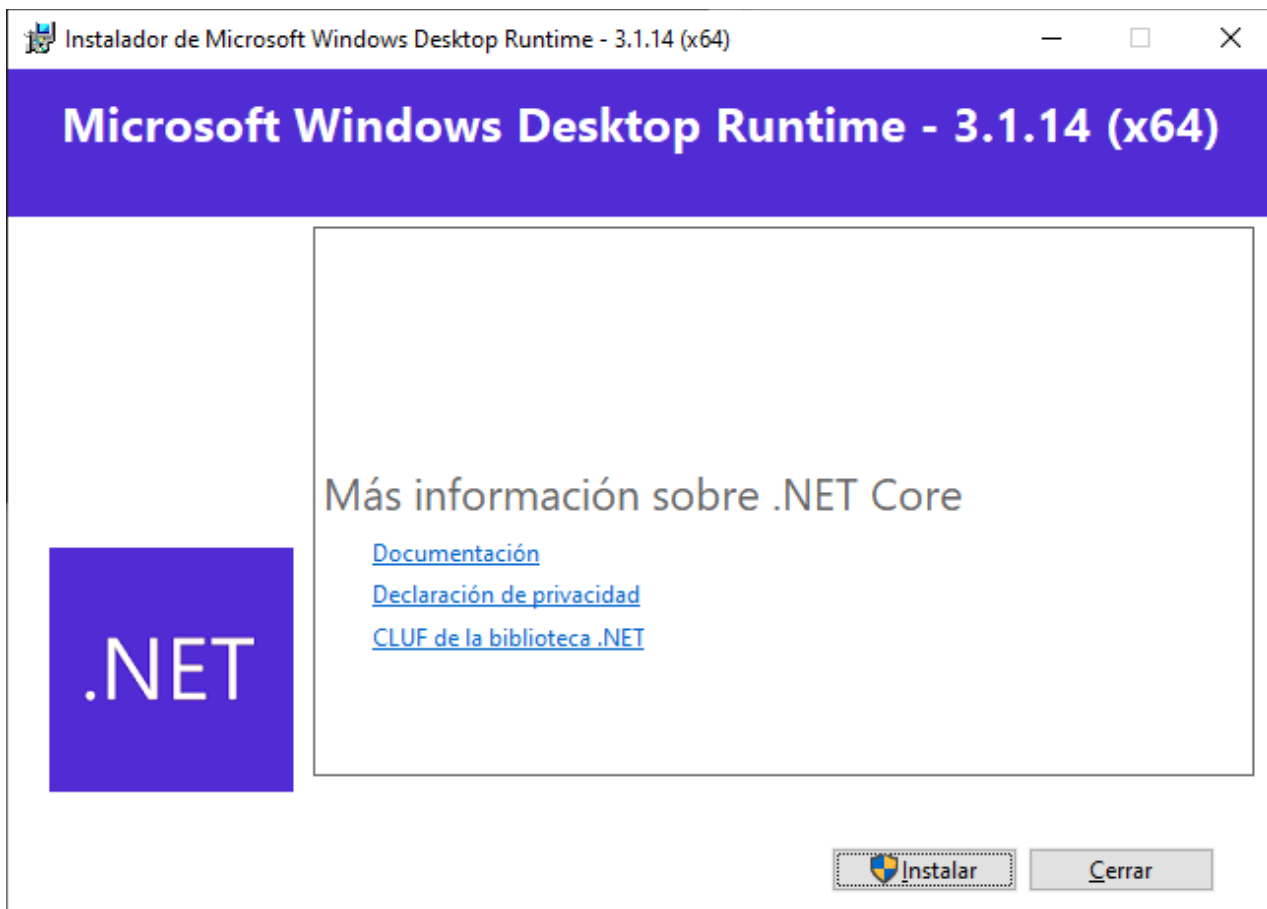 Instalador de Microsoft Windows Desktop Runtime - 3.1.14 (x64)
Microsoft Windows Desktop Runtime - 3.1.14 (x64)
Más información sobre .NET Core
Documentación
Declaración de privacidad
CLUF de la biblioteca .NET
.NET
Instalar
Cerrar